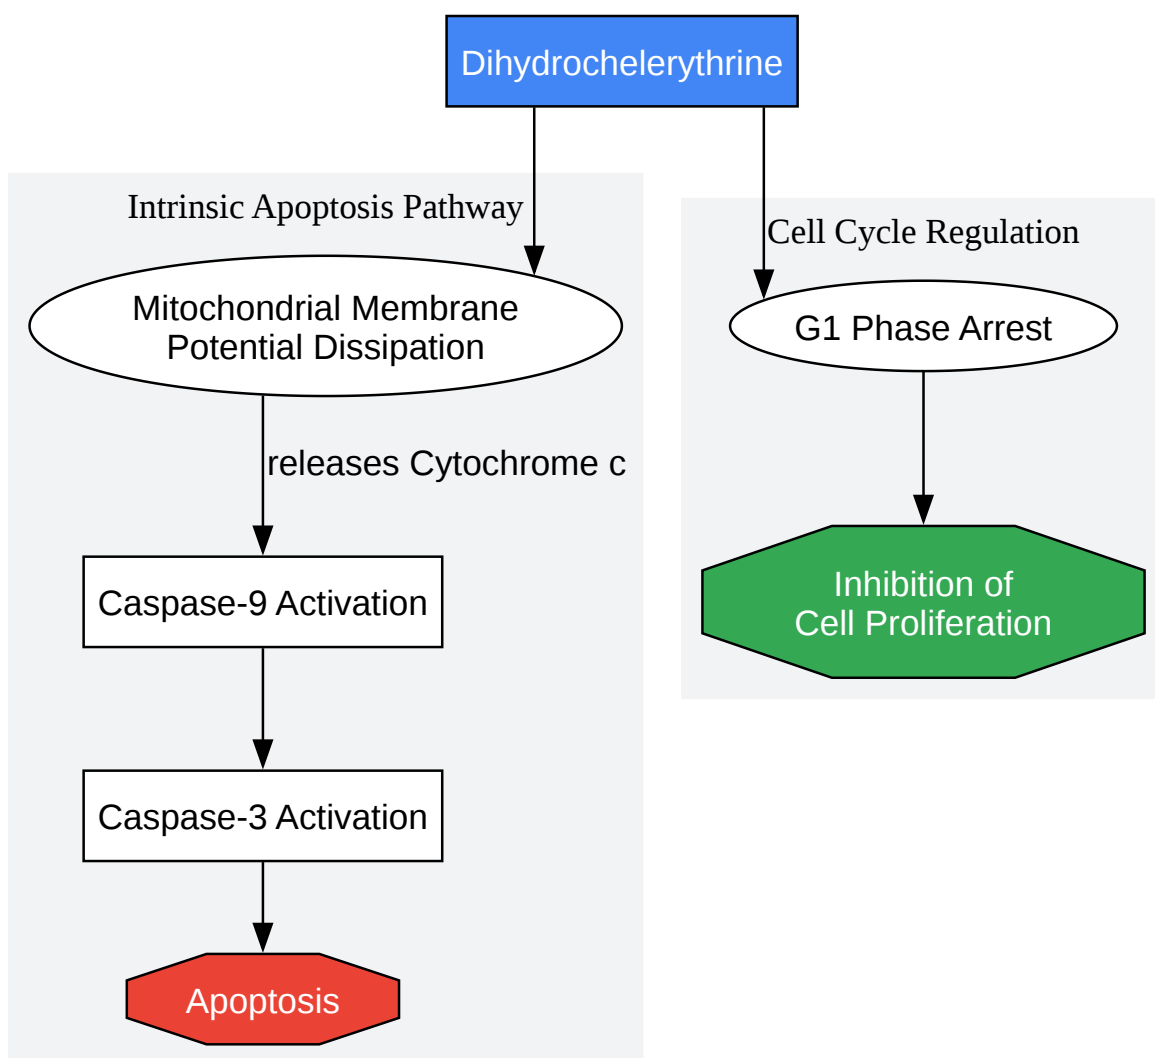 Dihydrochelerythrine
Intrinsic Apoptosis Pathway
Mitochondrial Membrane
Potential Dissipation
releases Cytochrome c
Caspase-9 Activation
Caspase-3 Activation
Apoptosis
Cell Cycle Regulation
G1 Phase Arrest
Inhibition of
Cell Proliferation